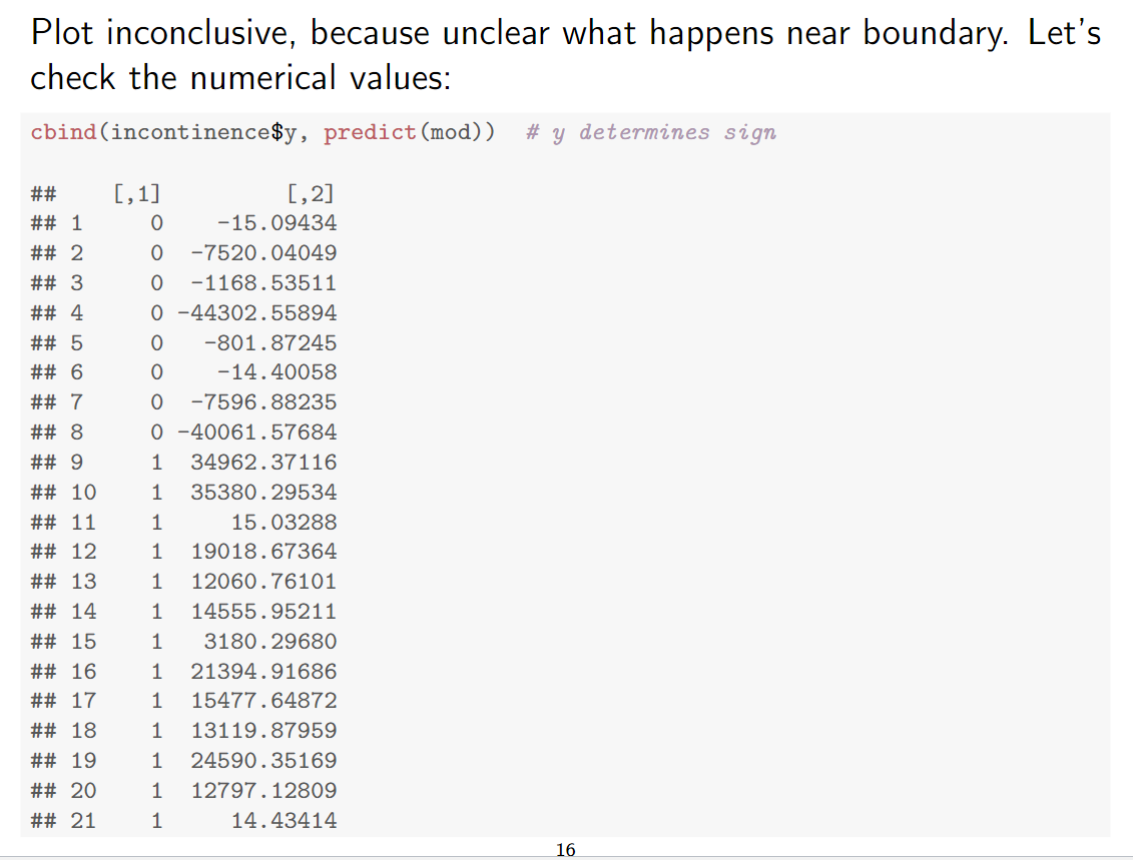 Plot inconclusive, because unclear what happens near boundary. Let's
check the numerical values:
cbind(incontinence$y, predict(mod)) # y determines sign
## [,1] [,2]
## 1 0 -15.09434
## 2 0 -7520.04049
## 3 0 -1168.53511
## 4 0 -44302.55894
## 5 0 -801.87245
## 6 0 -14.40058
## 7 0 -7596.88235
## 8 0 -40061.57684
## 9 1 34962.37116
## 10 1 35380.29534
## 11 1 15.03288
## 12 1 19018.67364
## 13 1 12060.76101
## 14 1 14555.95211
## 15 1 3180.29680
## 16 1 21394.91686
## 17 1 15477.64872
## 18 1 13119.87959
## 19 1 24590.35169
## 20 1 12797.12809
## 21 1 14.43414
16